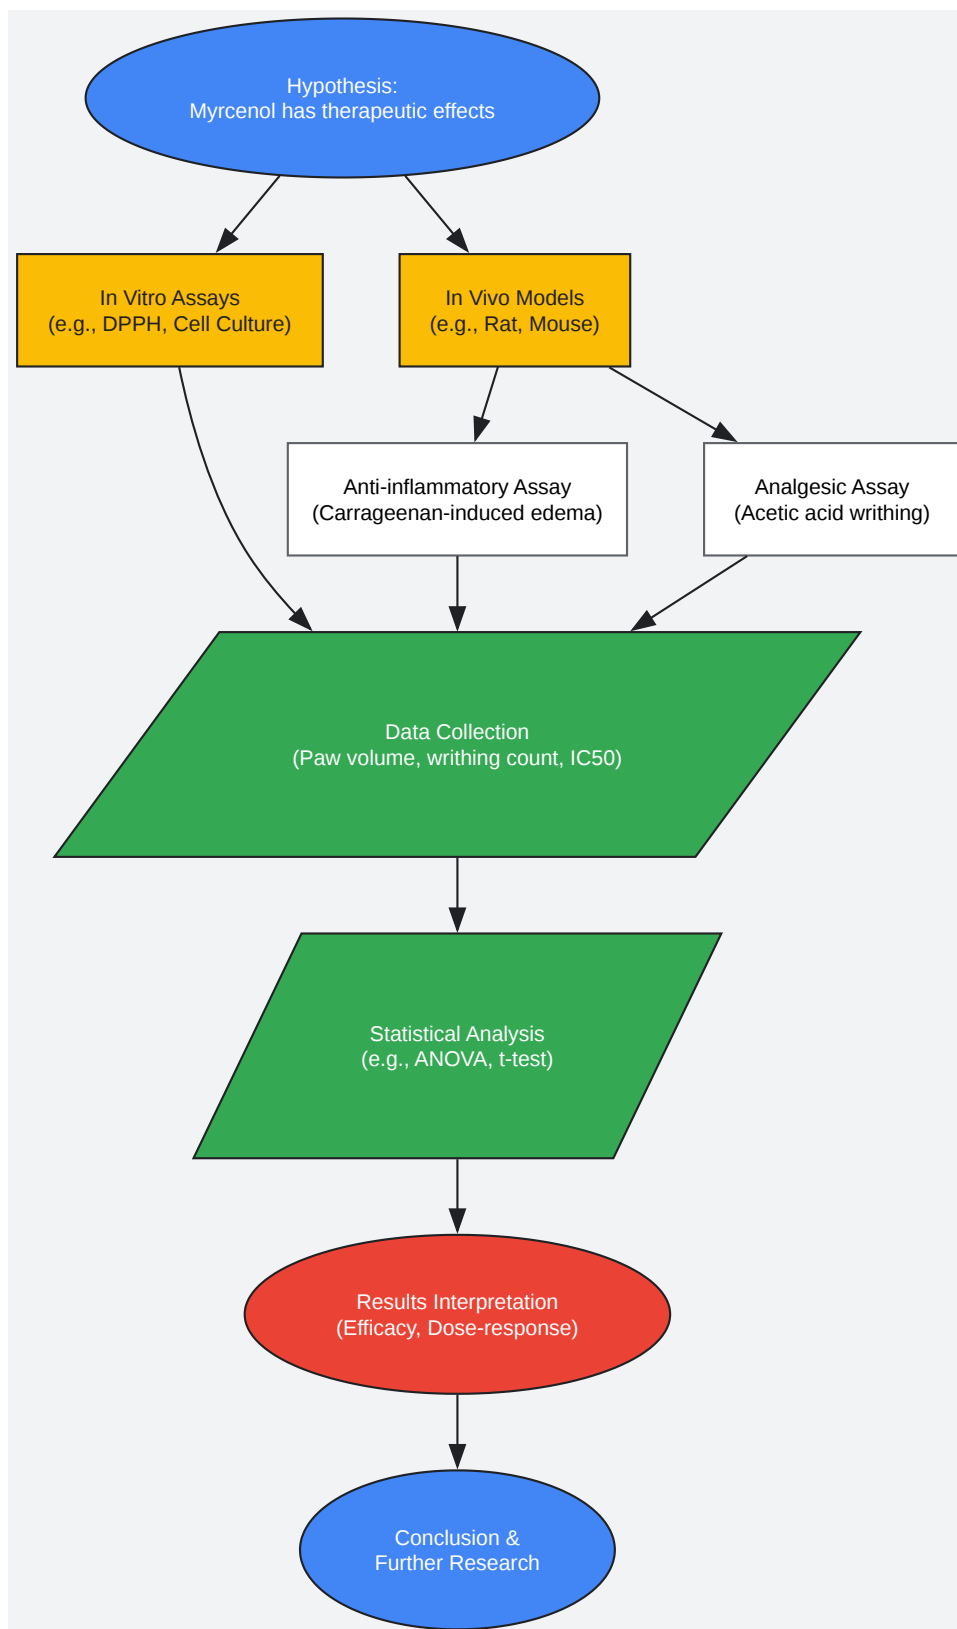 Hypothesis:
Myrcenol has therapeutic effects
In Vitro Assays
(e.g., DPPH, Cell Culture)
In Vivo Models
(e.g., Rat, Mouse)
Anti-inflammatory Assay
(Carrageenan-induced edema)
Analgesic Assay
(Acetic acid writhing)
Data Collection
(Paw volume, writhing count, IC50)
Statistical Analysis
(e.g., ANOVA, t-test)
Results Interpretation
(Efficacy, Dose-response)
Conclusion &
Further Research